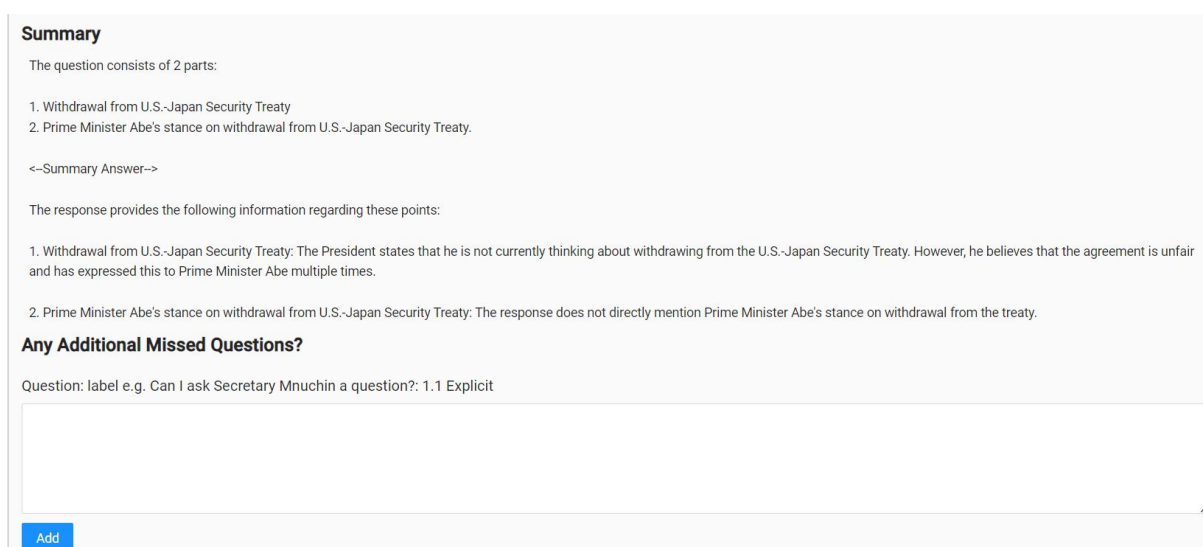 Summary
The question consists of 2 parts:
1. Withdrawal from U.S.-Japan Security Treaty
2. Prime Minister Abe's stance on withdrawal from U.S.-Japan Security Treaty.
<--Summary Answer-->
The response provides the following information regarding these points:
1. Withdrawal from U.S.-Japan Security Treaty: The President states that he is not currently thinking about withdrawing from the U.S.-Japan Security Treaty. However, he believes that the agreement is unfair
and has expressed this to Prime Minister Abe multiple times.
2. Prime Minister Abe's stance on withdrawal from U.S.-Japan Security Treaty: The response does not directly mention Prime Minister Abe's stance on withdrawal from the treaty.
Any Additional Missed Questions?
Question: label e.g. Can I ask Secretary Mnuchin a question?: 1.1 Explicit
Add